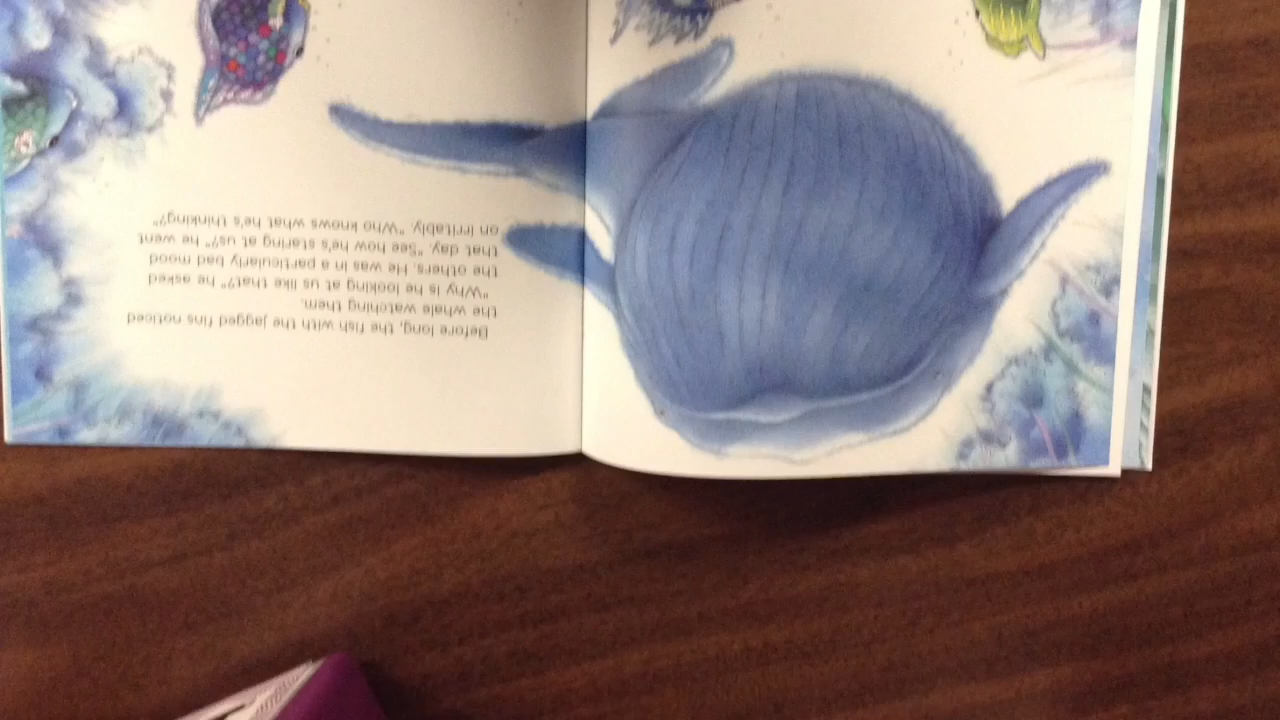 Before long, the fish with the jagged fins noticed
the whale watching them.
"Why is he looking at us like that?" he asked
the others. He was in a particularly bad mood
that day. "See how he's staring at us?" he went
on irritably. "Who knows what he's thinking?"